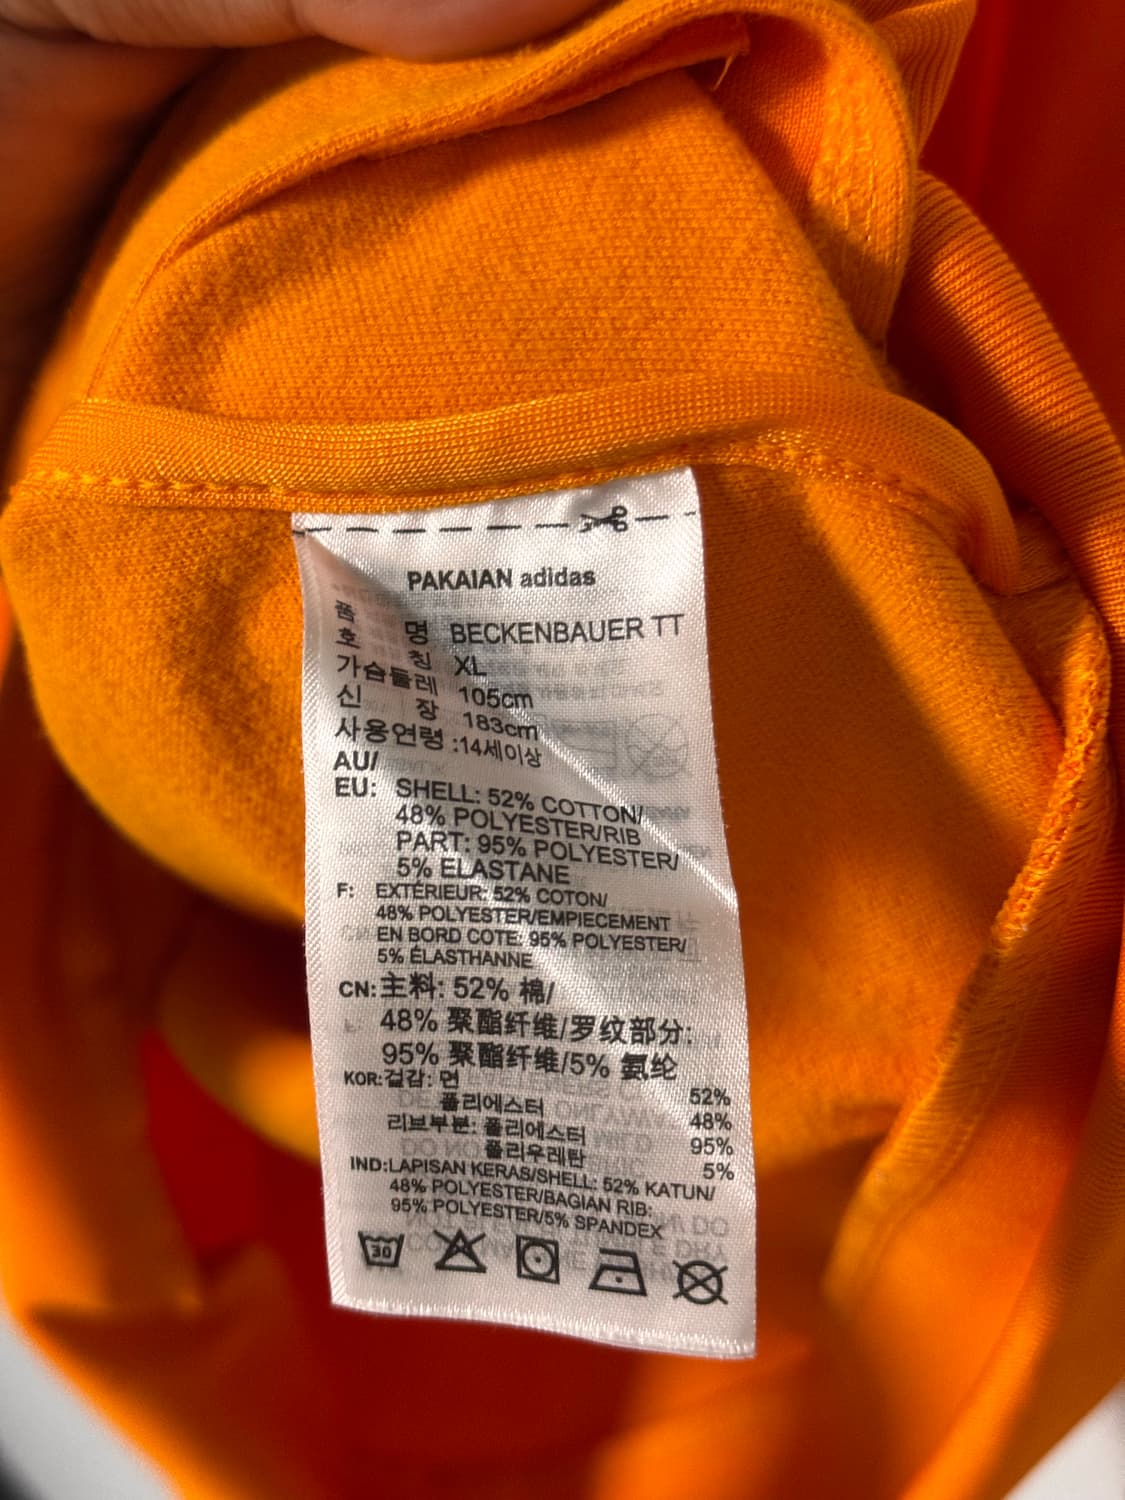 PAKAIAN adidas
품 명 BECKENBAUER TT
호 칭 XL
가슴둘레 105cm
신 장 183cm
사용연령 :14세이상
AU/
EU: SHELL: 52% COTTON/
48% POLYESTER/RIB
PART: 95% POLYESTER/
5% ELASTANE
F: EXTÉRIEUR: 52% COTON/
48% POLYESTER/EMPIECEMENT
EN BORD COTE: 95% POLYESTER/
5% ÉLASTHANNE
CN: 主料: 52% 棉/
48% 聚酯纤维/罗纹部分:
95% 聚酯纤维/5% 氨纶
KOR: 겉감: 면 52%
폴리에스터 48%
리브부분: 폴리에스터 95%
폴리우레탄 5%
IND: LAPISAN KERAS/SHELL: 52% KATUN/
48% POLYESTER/BAGIAN RIB:
95% POLYESTER/5% SPANDEX
30